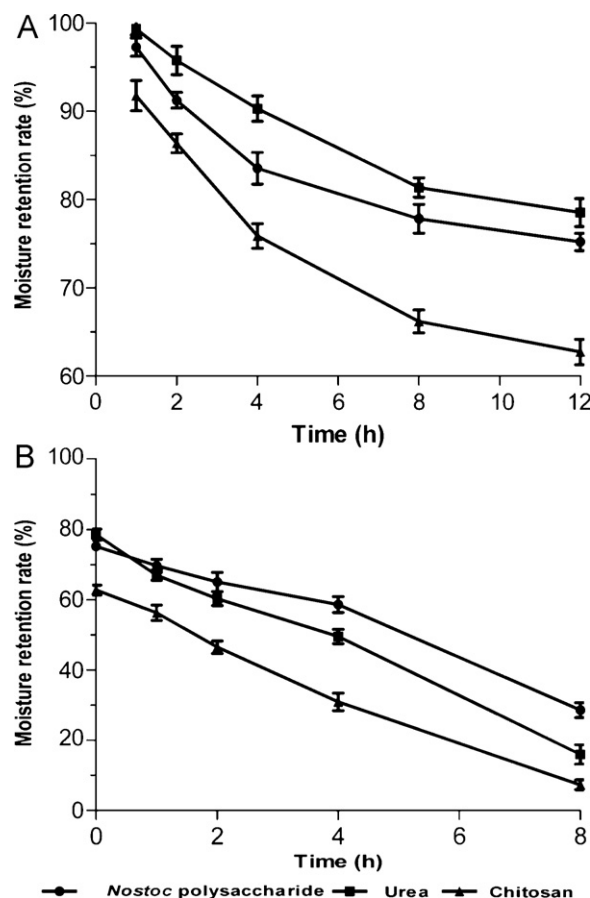 A
Moisture retention rate (%)
100
90
80
70
60
0 2 4 6 8 10 12
Time (h)
B
Moisture retention rate (%)
100
80
60
40
20
0
0 2 4 6 8
Time (h)
Nostoc polysaccharide Urea Chitosan